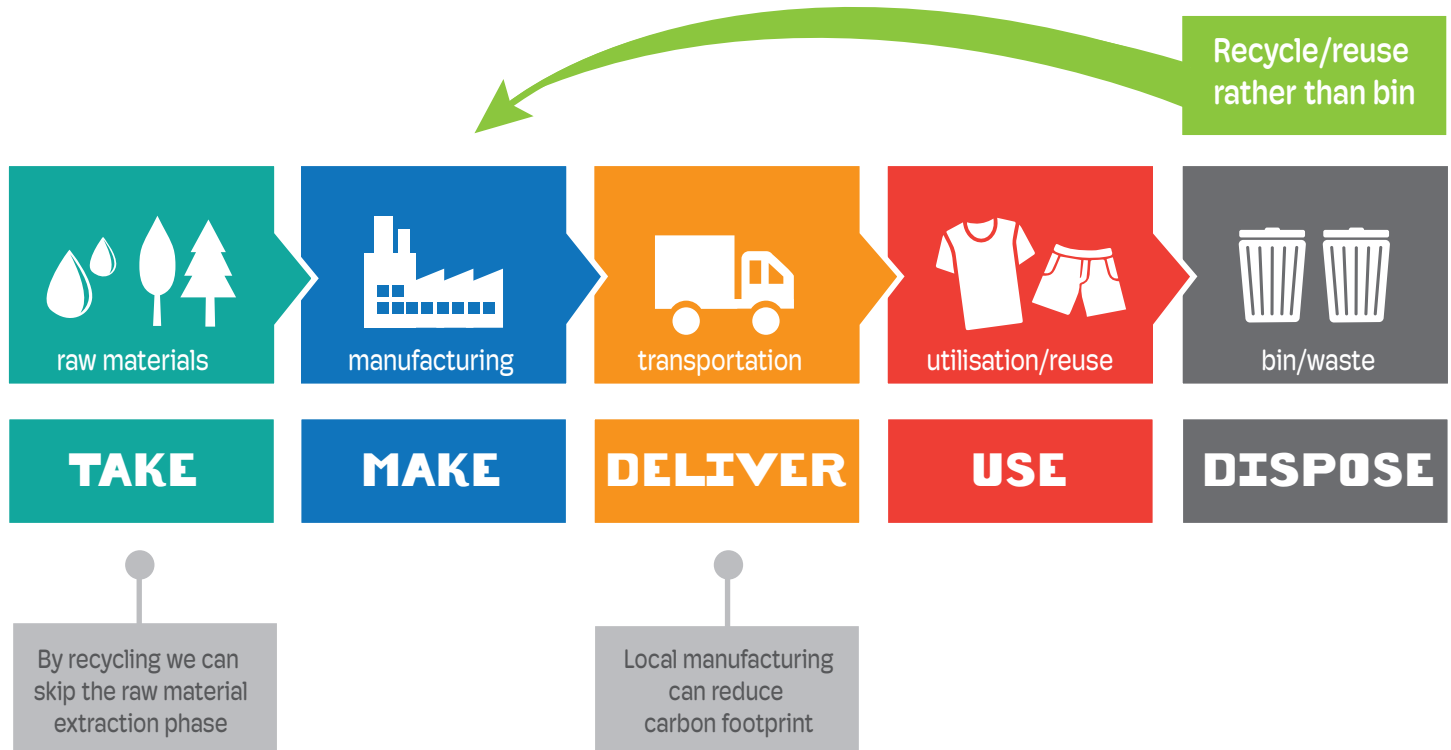 Recycle/reuse
rather than bin
raw materials
manufacturing
transportation
utilisation/reuse
bin/waste
TAKE
MAKE
DELIVER
USE
DISPOSE
By recycling we can
skip the raw material
extraction phase
Local manufacturing
can reduce
carbon footprint